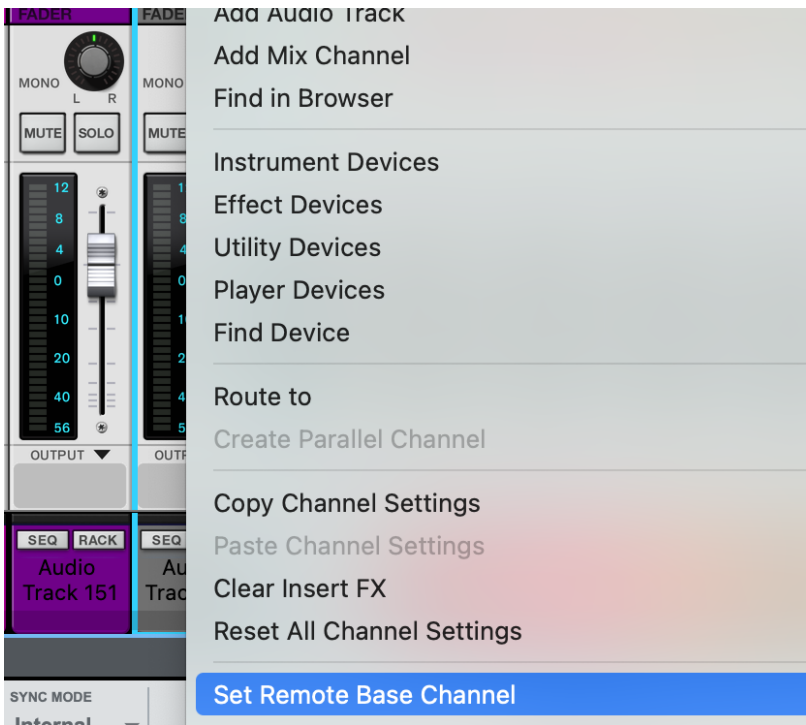 FADER
FADE
MONO
L R
MONO
MUTE SOLO
MUTE
12
8
4
0
10
20
40
56
OUTPUT
OUTP
SEQ RACK
SEQ
Audio
Track 151
Au
Trac
SYNC MODE
Internal
Add Audio Track
Add Mix Channel
Find in Browser
Instrument Devices
Effect Devices
Utility Devices
Player Devices
Find Device
Route to
Create Parallel Channel
Copy Channel Settings
Paste Channel Settings
Clear Insert FX
Reset All Channel Settings
Set Remote Base Channel